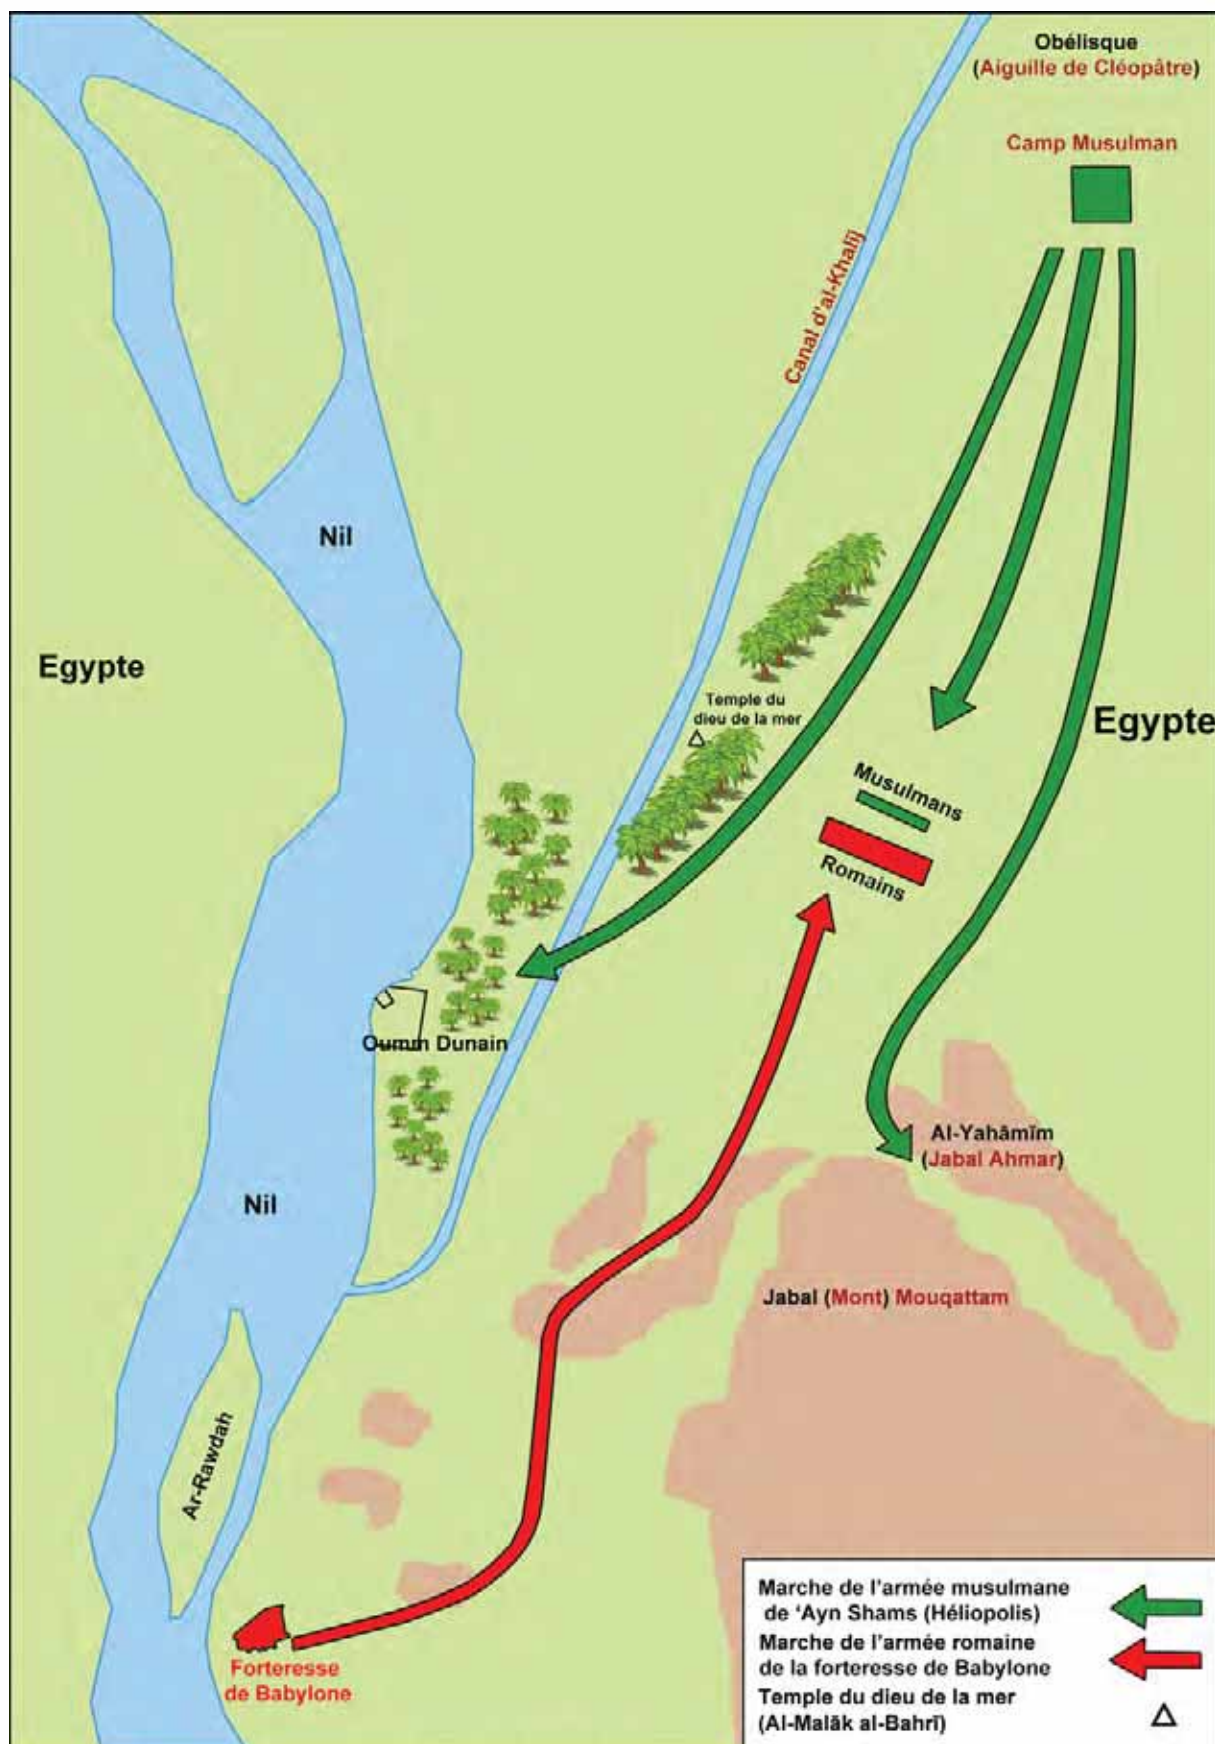 Obélisque
(Aiguille de Cléopâtre)
Camp Musulman
Canal d'al-Khalīj
Nil
Egypte
Temple du
dieu de la mer
Egypte
Musulmans
Romains
Oumm Dunain
Al-Yahâmīm
(Jabal Ahmar)
Nil
Jabal (Mont) Mouqattam
Ar-Rawdah
Forteresse
de Babylone
Marche de l'armée musulmane
de 'Ayn Shams (Héliopolis)
Marche de l'armée romaine
de la forteresse de Babylone
Temple du dieu de la mer
(Al-Malâk al-Bahrī)